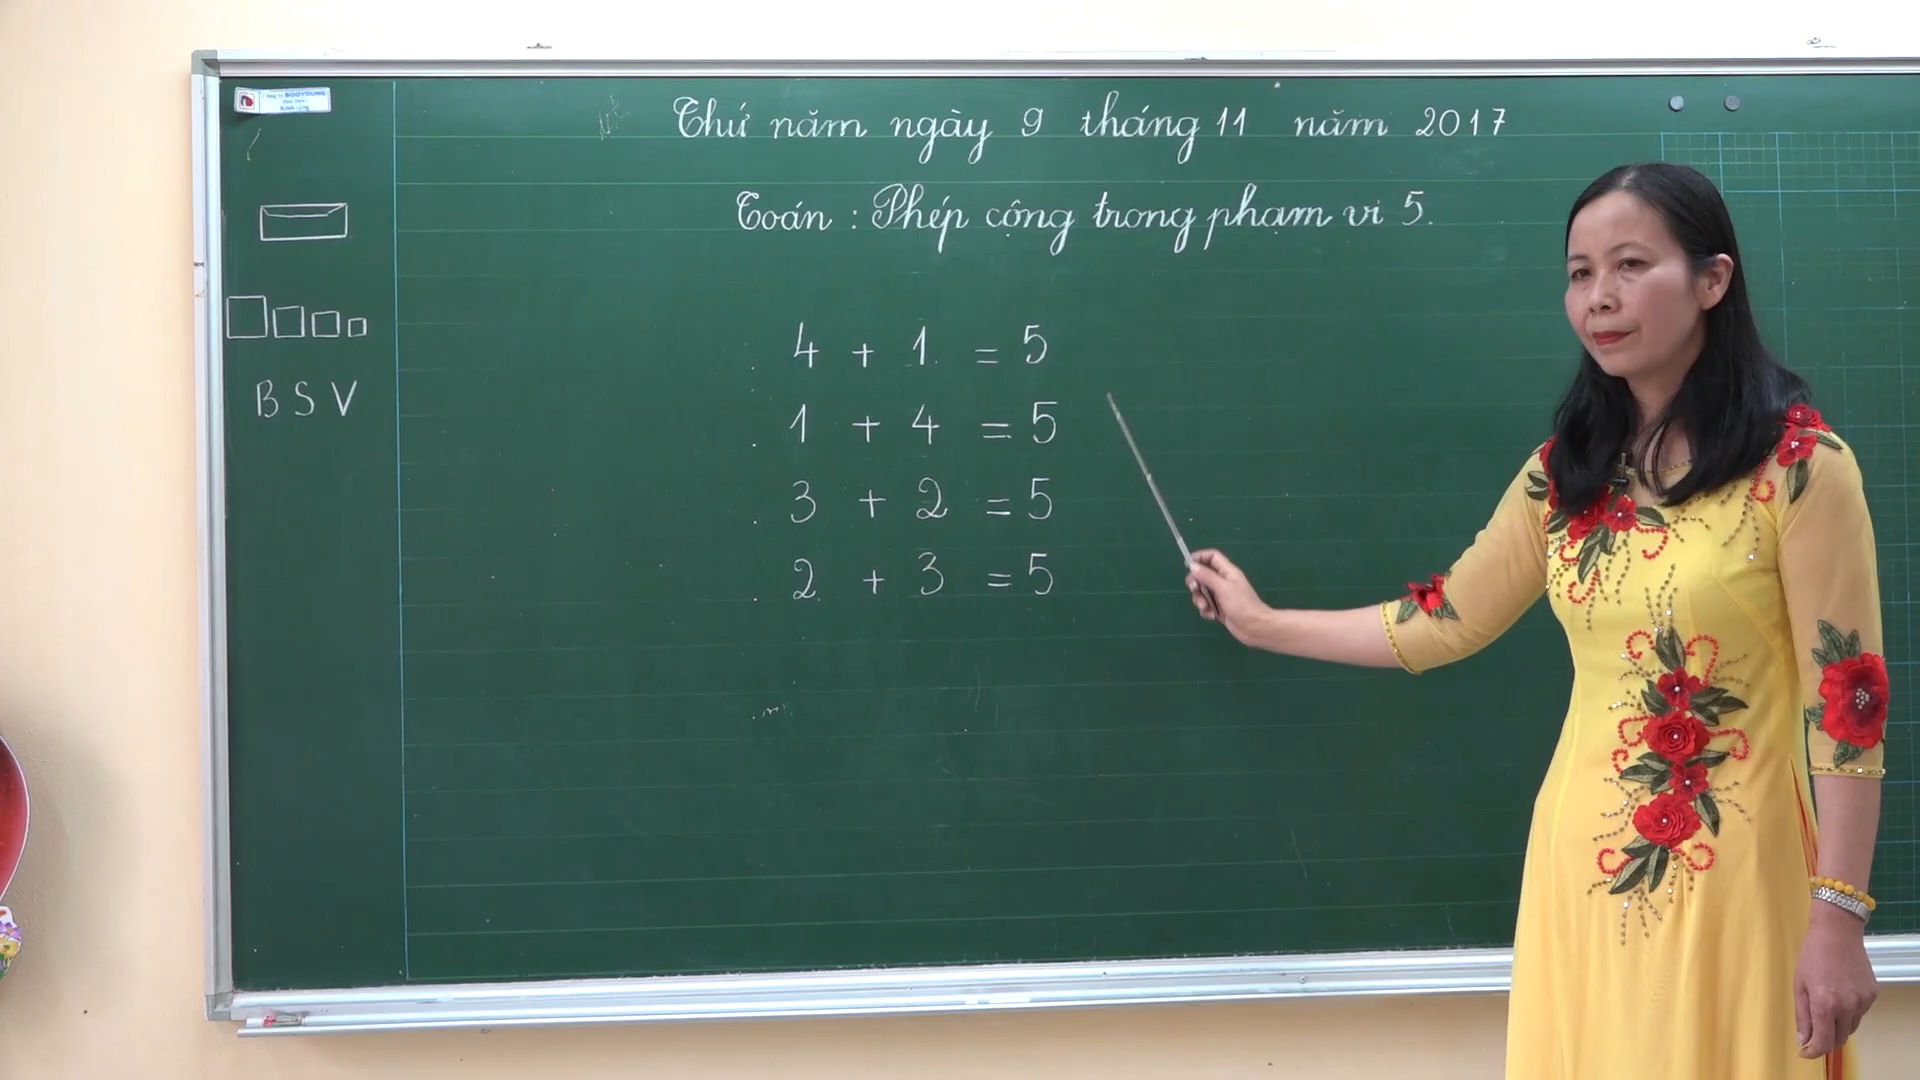 BOOYOUNG
Thứ năm ngày 9 tháng 11 năm 2017
Toán : Phép cộng trong phạm vi 5.
4 + 1 = 5
1 + 4 = 5
3 + 2 = 5
2 + 3 = 5
B S V